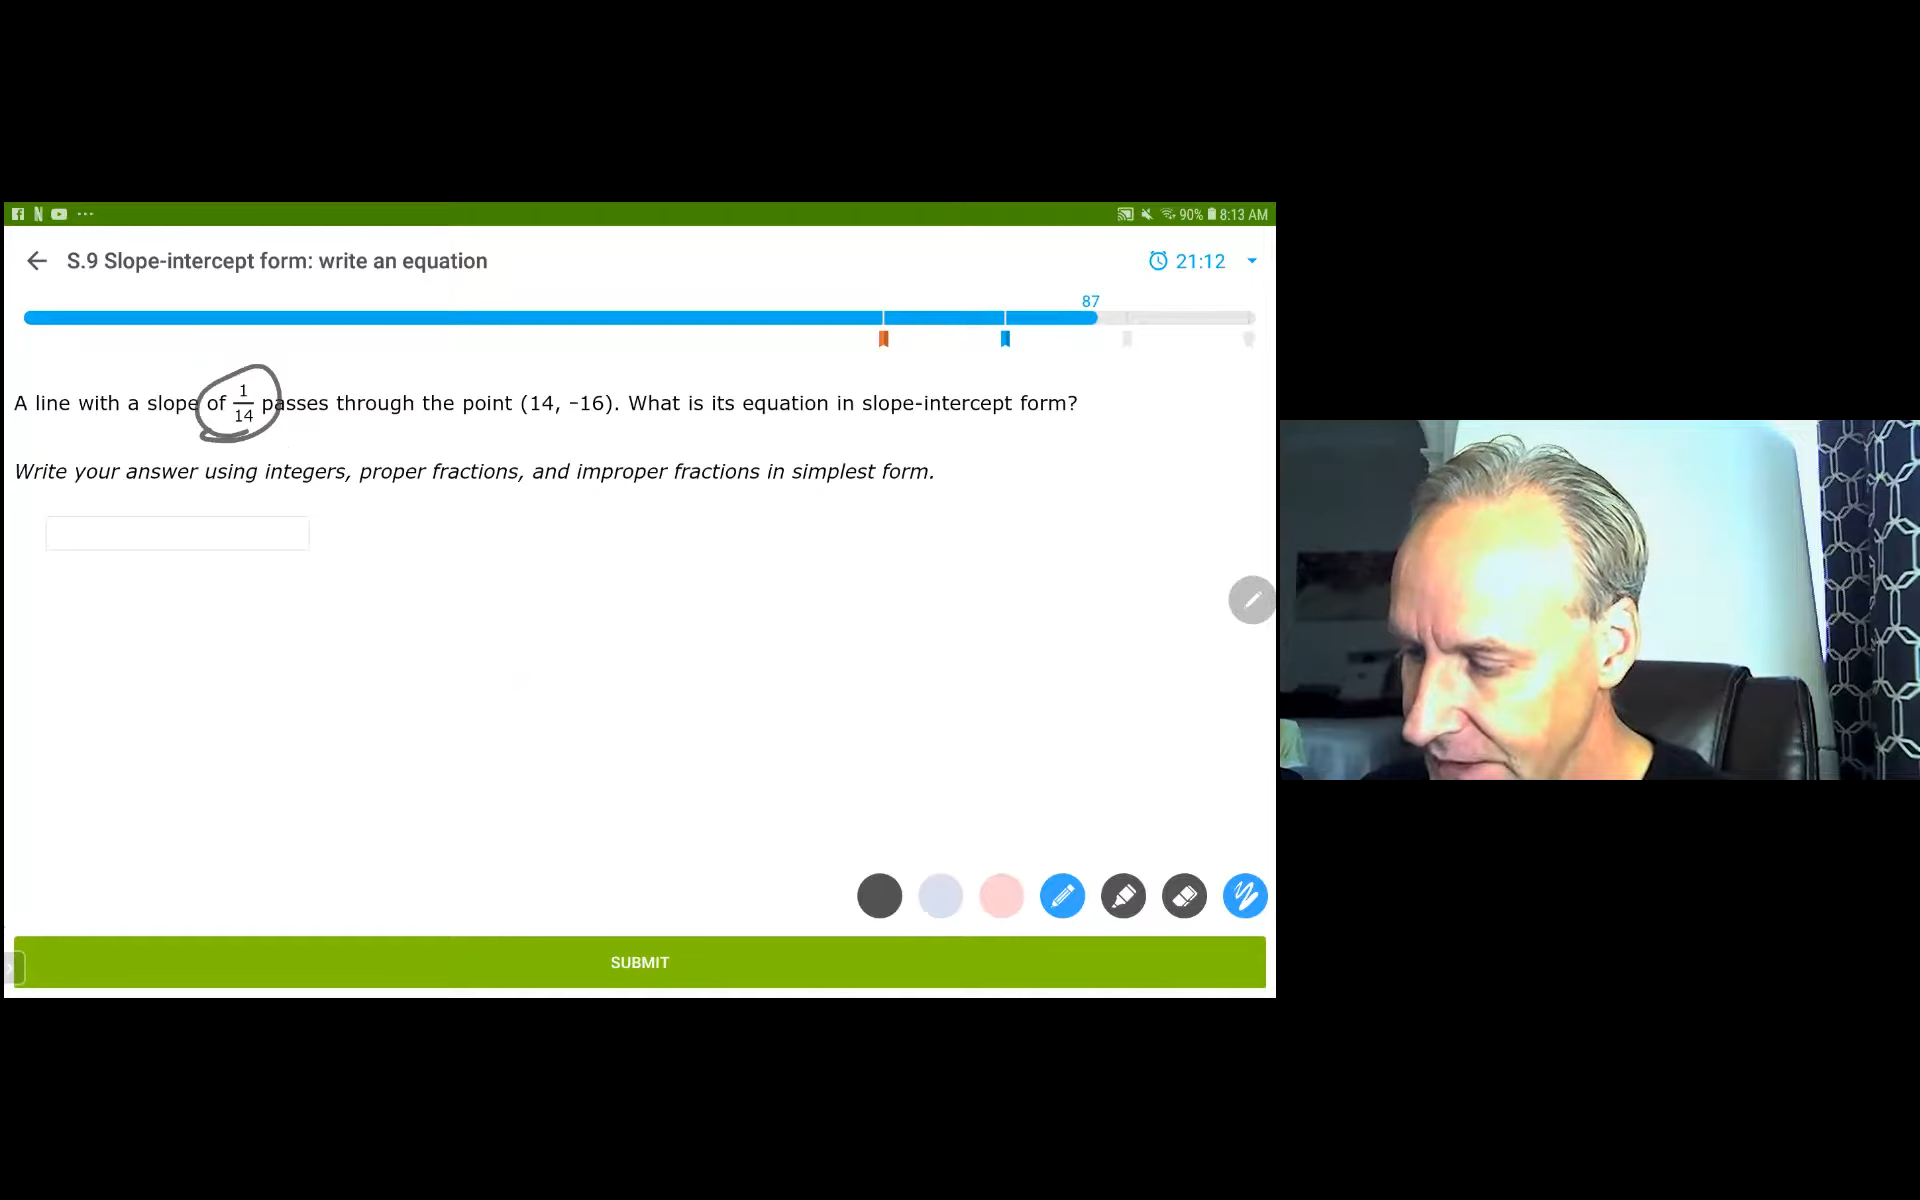 90% 8:13 AM
S.9 Slope-intercept form: write an equation
21:12
87
A line with a slope of 1/14 passes through the point (14, −16). What is its equation in slope-intercept form?
Write your answer using integers, proper fractions, and improper fractions in simplest form.
SUBMIT